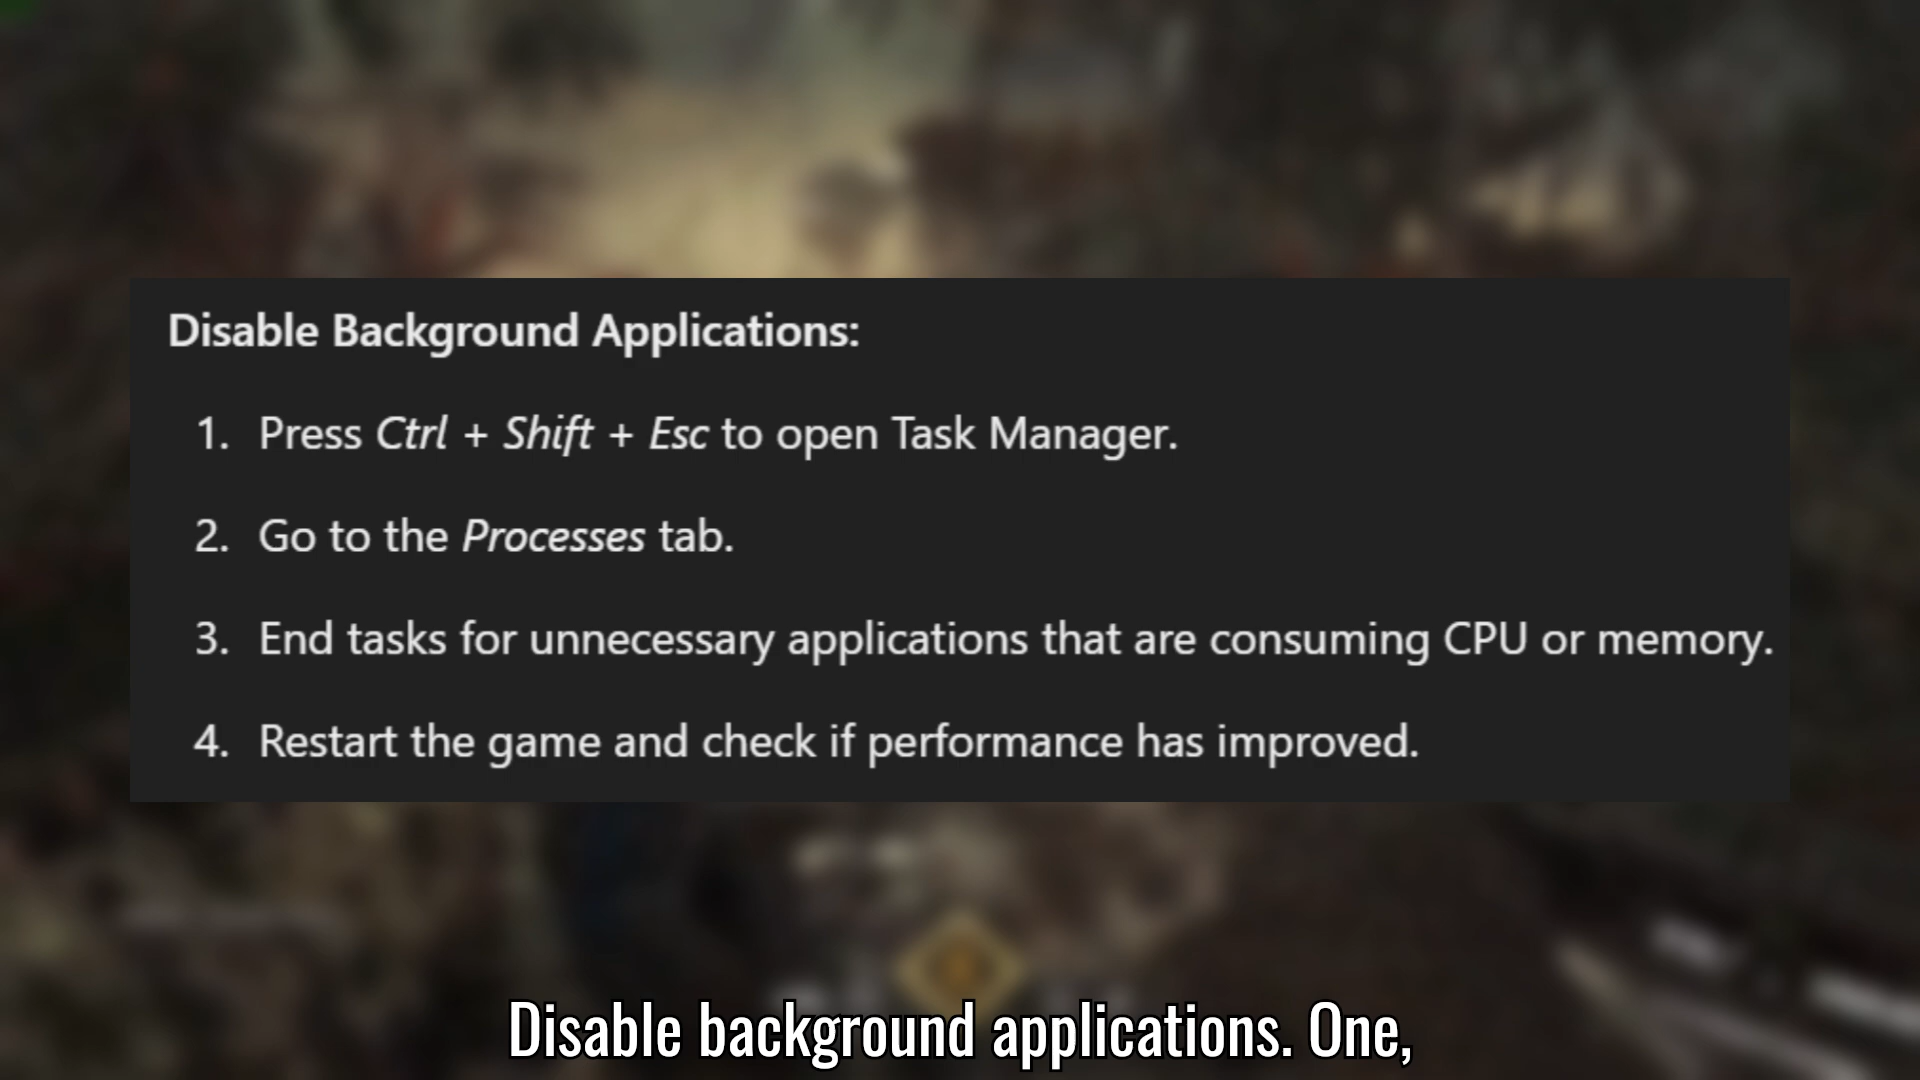 Disable Background Applications:
1. Press Ctrl + Shift + Esc to open Task Manager.
2. Go to the Processes tab.
3. End tasks for unnecessary applications that are consuming CPU or memory.
4. Restart the game and check if performance has improved.
Disable background applications. One,